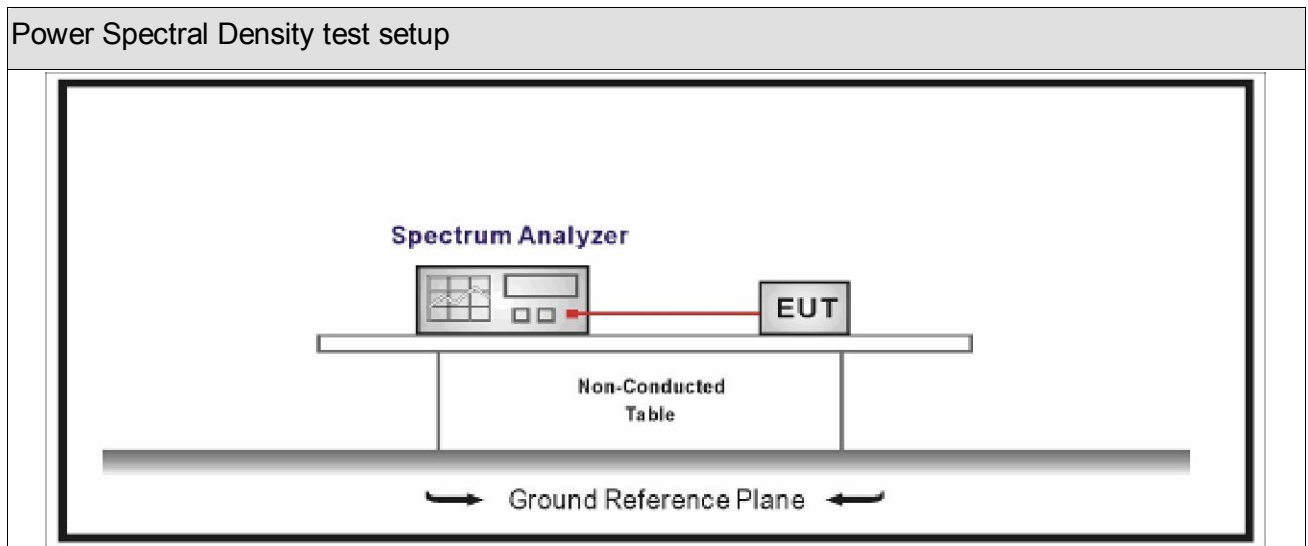 Power Spectral Density test setup
Spectrum Analyzer
EUT
Non-Conducted
Table
Ground Reference Plane